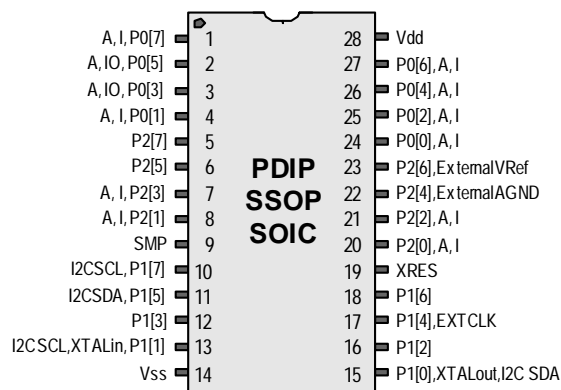 A, I, P0[7] 1 28 Vdd
A, IO, P0[5] 2 27 P0[6], A, I
A, IO, P0[3] 3 26 P0[4], A, I
A, I, P0[1] 4 25 P0[2], A, I
P2[7] 5 24 P0[0], A, I
P2[5] 6 PDIP 23 P2[6], ExternalVRef
A, I, P2[3] 7 SSOP 22 P2[4], ExternalAGND
A, I, P2[1] 8 SOIC 21 P2[2], A, I
SMP 9 20 P2[0], A, I
I2CSCL, P1[7] 10 19 XRES
I2CSDA, P1[5] 11 18 P1[6]
P1[3] 12 17 P1[4], EXTCLK
I2CSCL, XTALin, P1[1] 13 16 P1[2]
Vss 14 15 P1[0], XTALout, I2C SDA